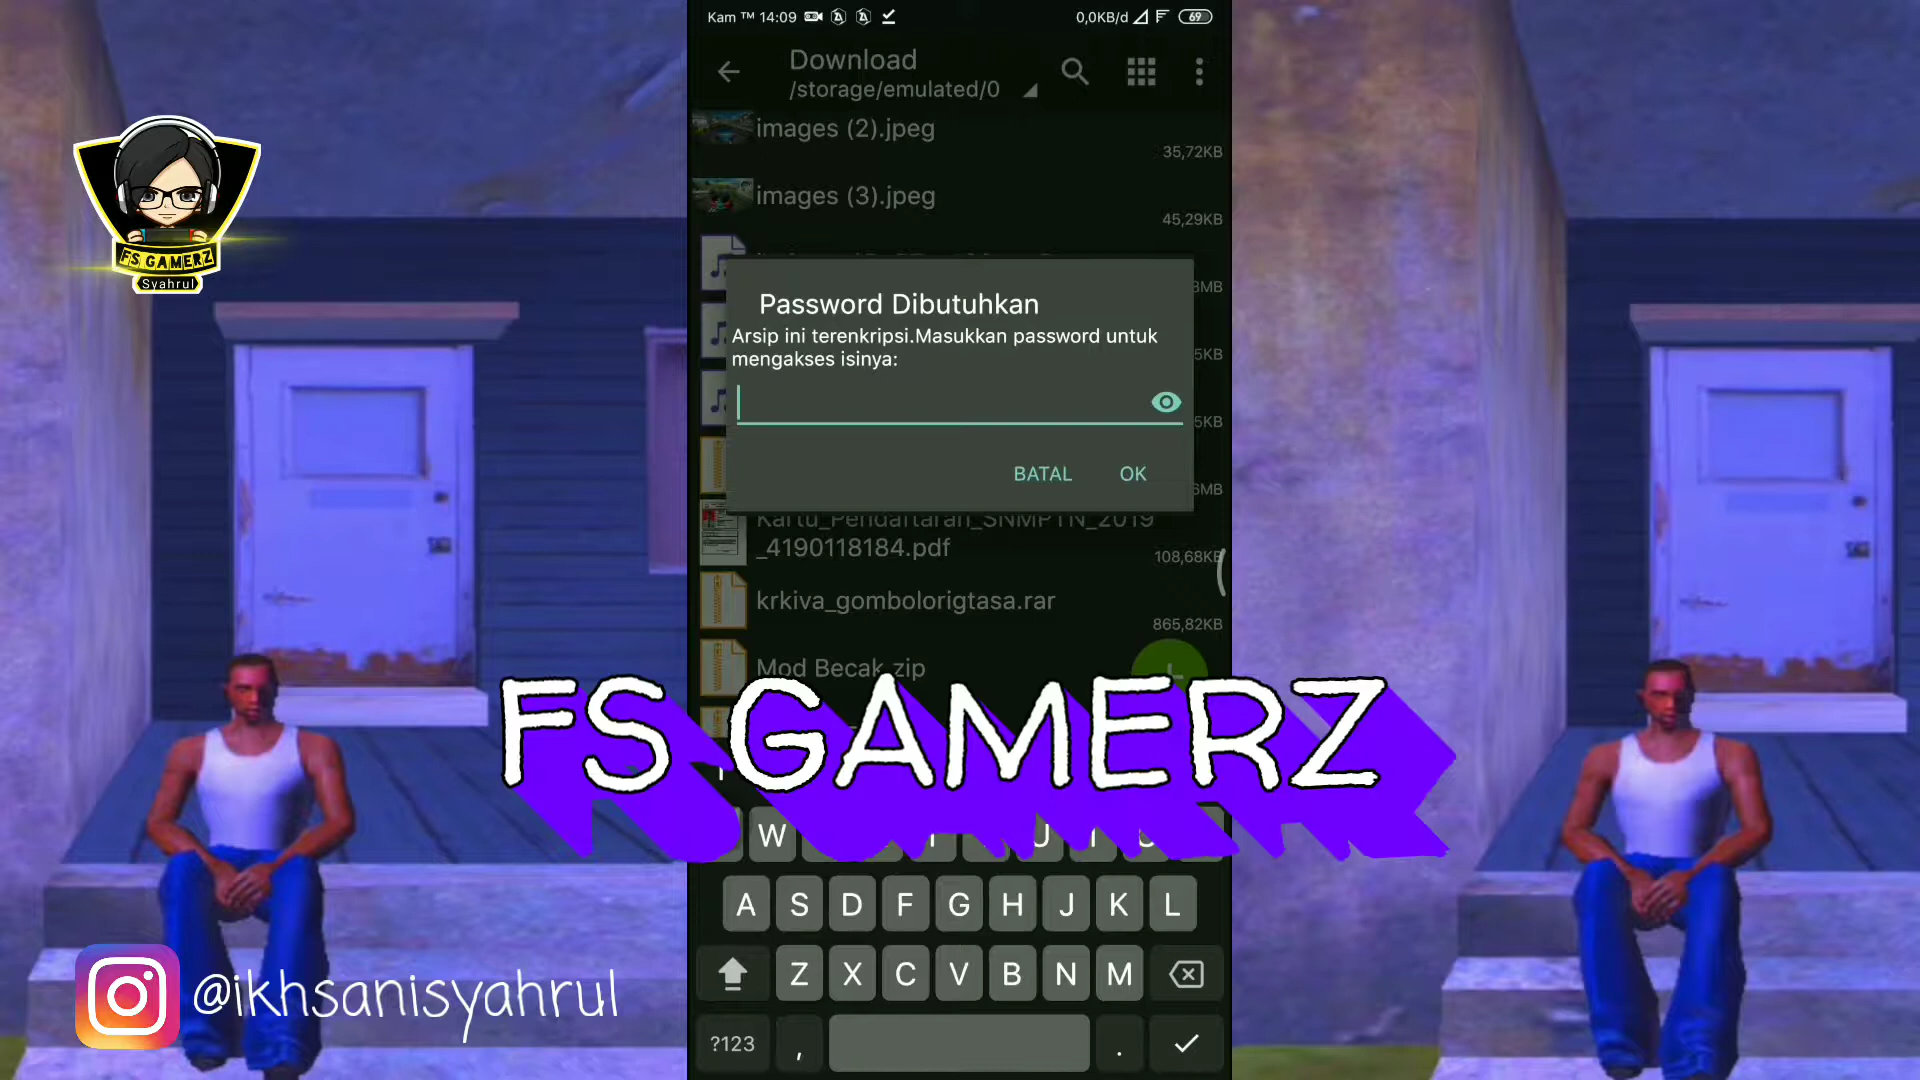 Kam ™ 14:09
0,0KB/d
69
Download
/storage/emulated/0
images (2).jpeg
35,72KB
images (3).jpeg
45,29KB
Password Dibutuhkan
Arsip ini terenkripsi.Masukkan password untuk
mengakses isinya:
BATAL OK
Kartu_Pendaftaran_SNMPTN_2019
_4190118184.pdf
108,68KB
krkiva_gombolorigtasa.rar
865,82KB
Mod Becak.zip
FS GAMERZ
Syahrul
FS GAMERZ
W
A S D F G H J K L
Z X C V B N M
?123 , .
@ikhsanisyahrul